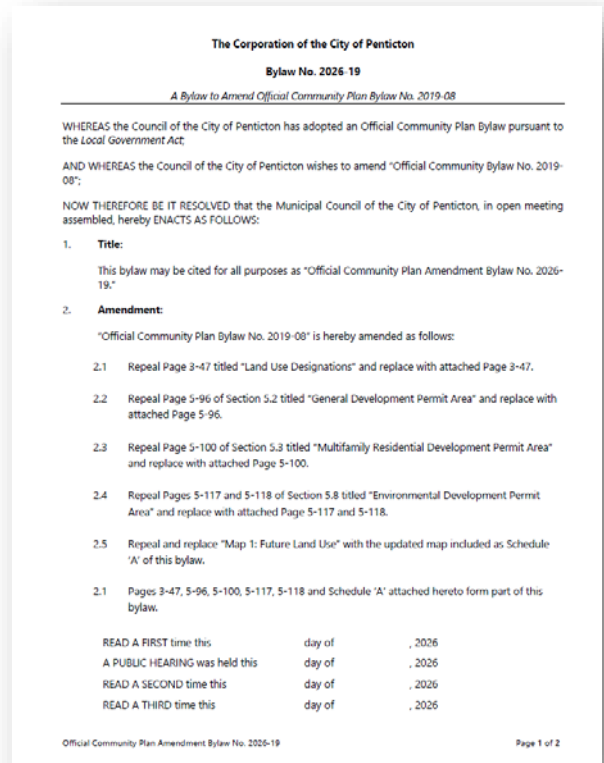 The Corporation of the City of Penticton
Bylaw No. 2026-19
A Bylaw to Amend Official Community Plan Bylaw No. 2019-08
WHEREAS the Council of the City of Penticton has adopted an Official Community Plan Bylaw pursuant to
the Local Government Act;
AND WHEREAS the Council of the City of Penticton wishes to amend "Official Community Bylaw No. 2019-
08";
NOW THEREFORE BE IT RESOLVED that the Municipal Council of the City of Penticton, in open meeting
assembled, hereby ENACTS AS FOLLOWS:
1. Title:
This bylaw may be cited for all purposes as "Official Community Plan Amendment Bylaw No. 2026-
19."
2. Amendment:
"Official Community Plan Bylaw No. 2019-08" is hereby amended as follows:
2.1 Repeal Page 3-47 titled "Land Use Designations" and replace with attached Page 3-47.
2.2 Repeal Page 5-96 of Section 5.2 titled "General Development Permit Area" and replace with
attached Page 5-96.
2.3 Repeal Page 5-100 of Section 5.3 titled "Multifamily Residential Development Permit Area"
and replace with attached Page 5-100.
2.4 Repeal Pages 5-117 and 5-118 of Section 5.8 titled "Environmental Development Permit
Area" and replace with attached Page 5-117 and 5-118.
2.5 Repeal and replace "Map 1: Future Land Use" with the updated map included as Schedule
'A' of this bylaw.
2.1 Pages 3-47, 5-96, 5-100, 5-117, 5-118 and Schedule 'A' attached hereto form part of this
bylaw.
READ A FIRST time this day of , 2026
A PUBLIC HEARING was held this day of , 2026
READ A SECOND time this day of , 2026
READ A THIRD time this day of , 2026
Official Community Plan Amendment Bylaw No. 2026-19 Page 1 of 2